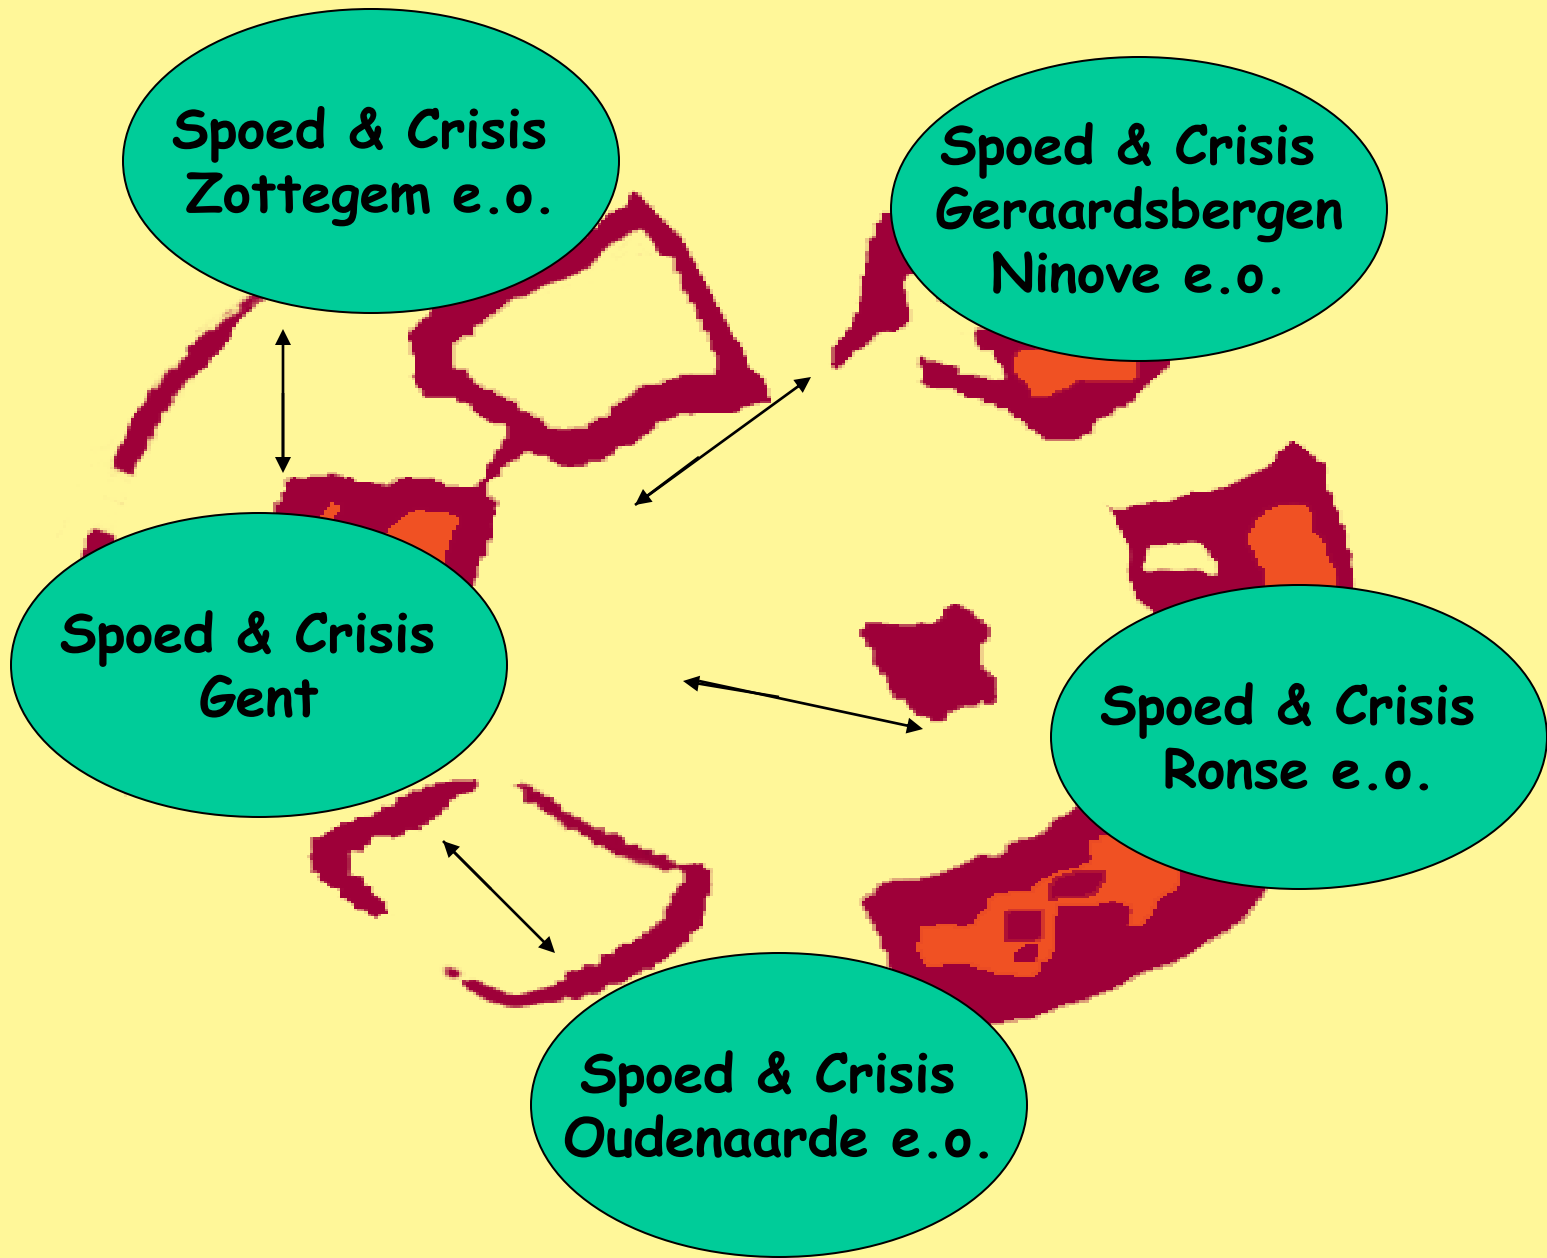 Spoed & Crisis
Zottegem e.o.
Spoed & Crisis
Geraardsbergen
Ninove e.o.
Spoed & Crisis
Gent
Spoed & Crisis
Ronse e.o.
Spoed & Crisis
Oudenaarde e.o.